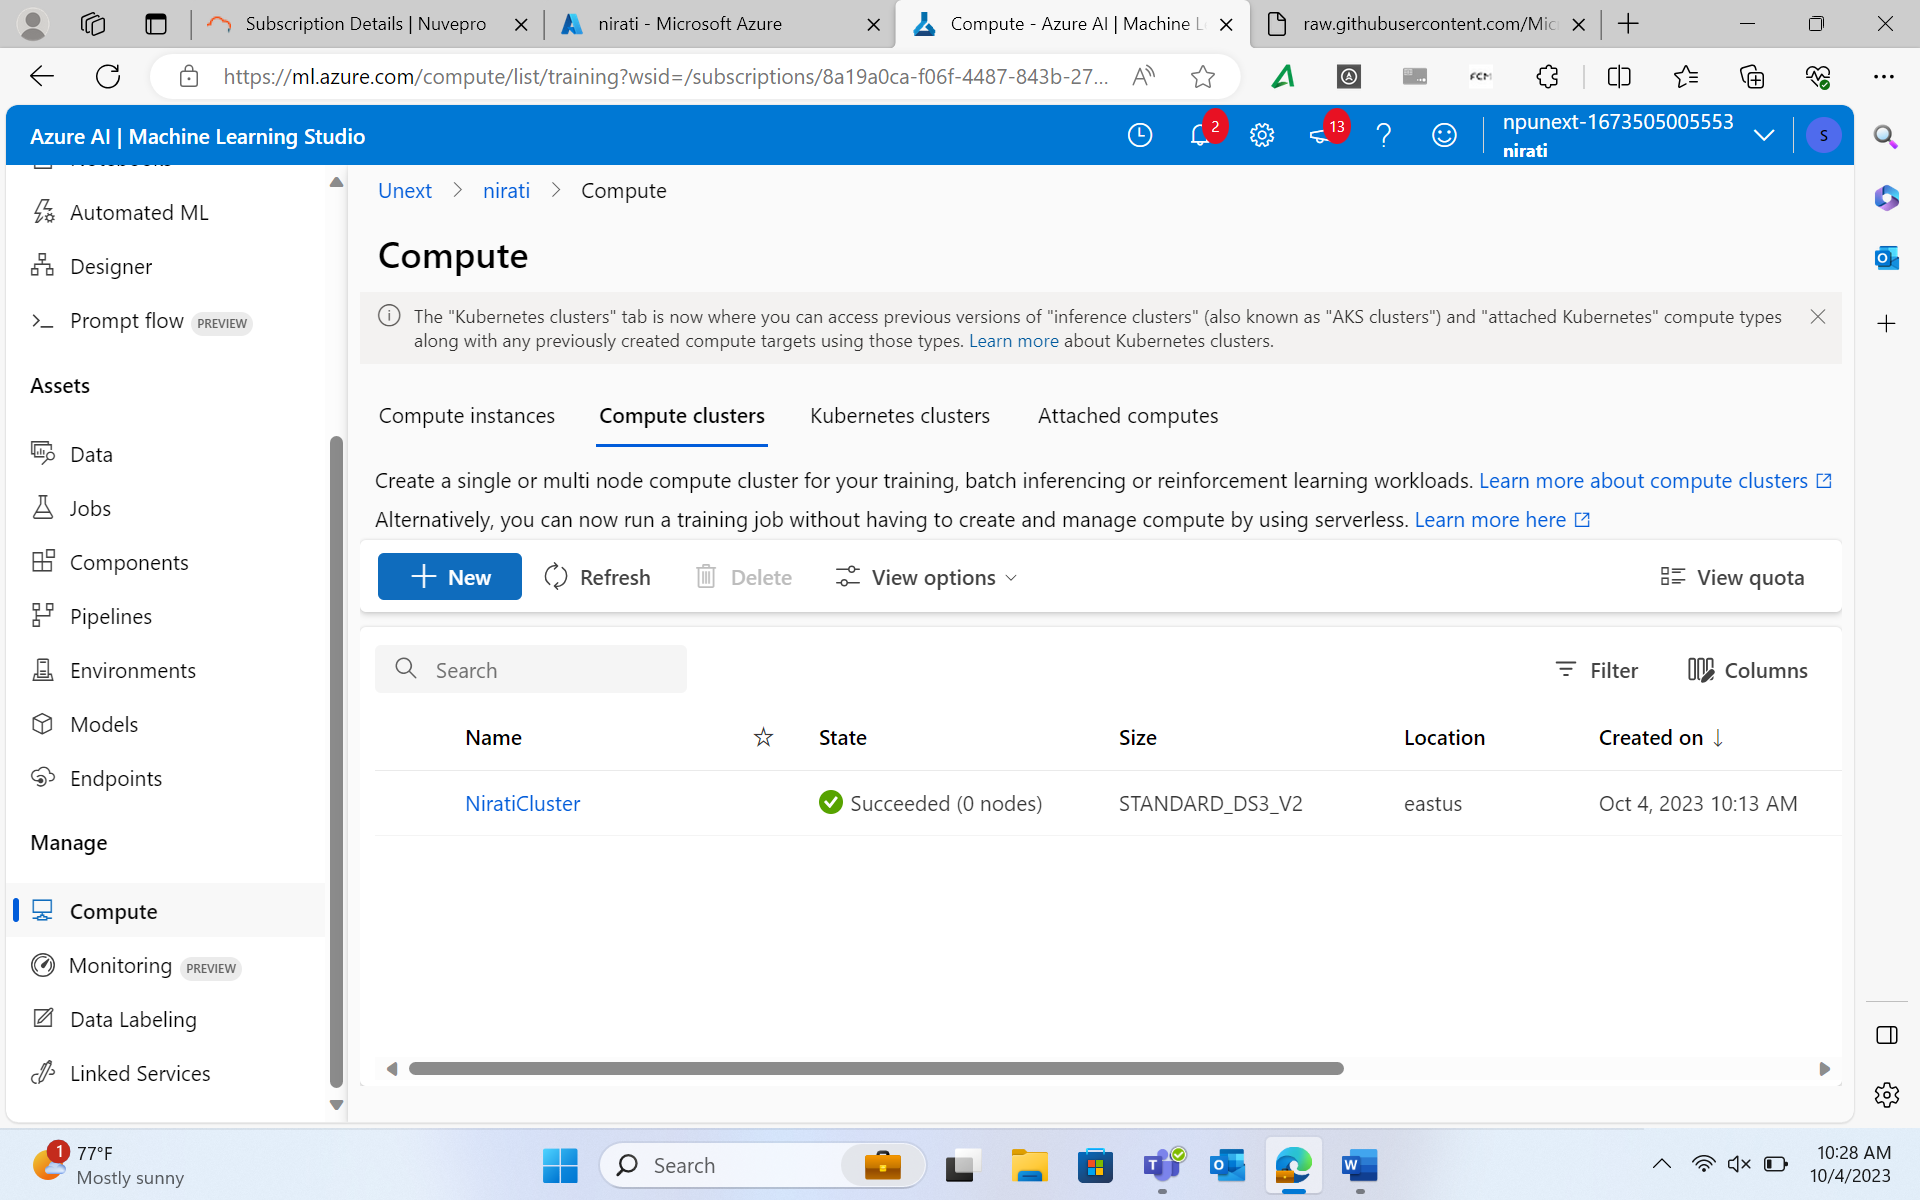 Subscription Details | Nuvepro
nirati - Microsoft Azure
Compute - Azure AI | Machine L
raw.githubusercontent.com/Mic
https://ml.azure.com/compute/list/training?wsid=/subscriptions/8a19a0ca-f06f-4487-843b-27...
FCM
Azure AI | Machine Learning Studio
2
13
npunext-1673505005553
nirati
S
Notebooks
Automated ML
Designer
Prompt flow PREVIEW
Assets
Data
Jobs
Components
Pipelines
Environments
Models
Endpoints
Manage
Compute
Monitoring PREVIEW
Data Labeling
Linked Services
Unext > nirati > Compute
Compute
The "Kubernetes clusters" tab is now where you can access previous versions of "inference clusters" (also known as "AKS clusters") and "attached Kubernetes" compute types
along with any previously created compute targets using those types. Learn more about Kubernetes clusters.
Compute instances Compute clusters Kubernetes clusters Attached computes
Create a single or multi node compute cluster for your training, batch inferencing or reinforcement learning workloads. Learn more about compute clusters
Alternatively, you can now run a training job without having to create and manage compute by using serverless. Learn more here
New Refresh Delete View options View quota
Search Filter Columns
Name State Size Location Created on ↓
NiratiCluster Succeeded (0 nodes) STANDARD_DS3_V2 eastus Oct 4, 2023 10:13 AM
1
77°F
Mostly sunny
Search
10:28 AM
10/4/2023